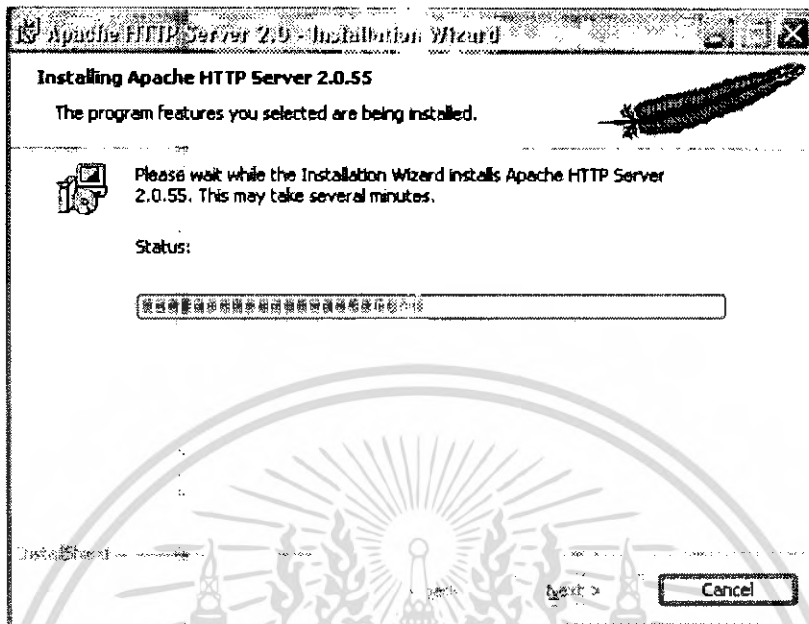 Apache HTTP Server 2.0 - Installation Wizard
Installing Apache HTTP Server 2.0.55
The program features you selected are being installed.
Please wait while the Installation Wizard installs Apache HTTP Server
2.0.55. This may take several minutes.
Status:
InstallShield
Back Next > Cancel